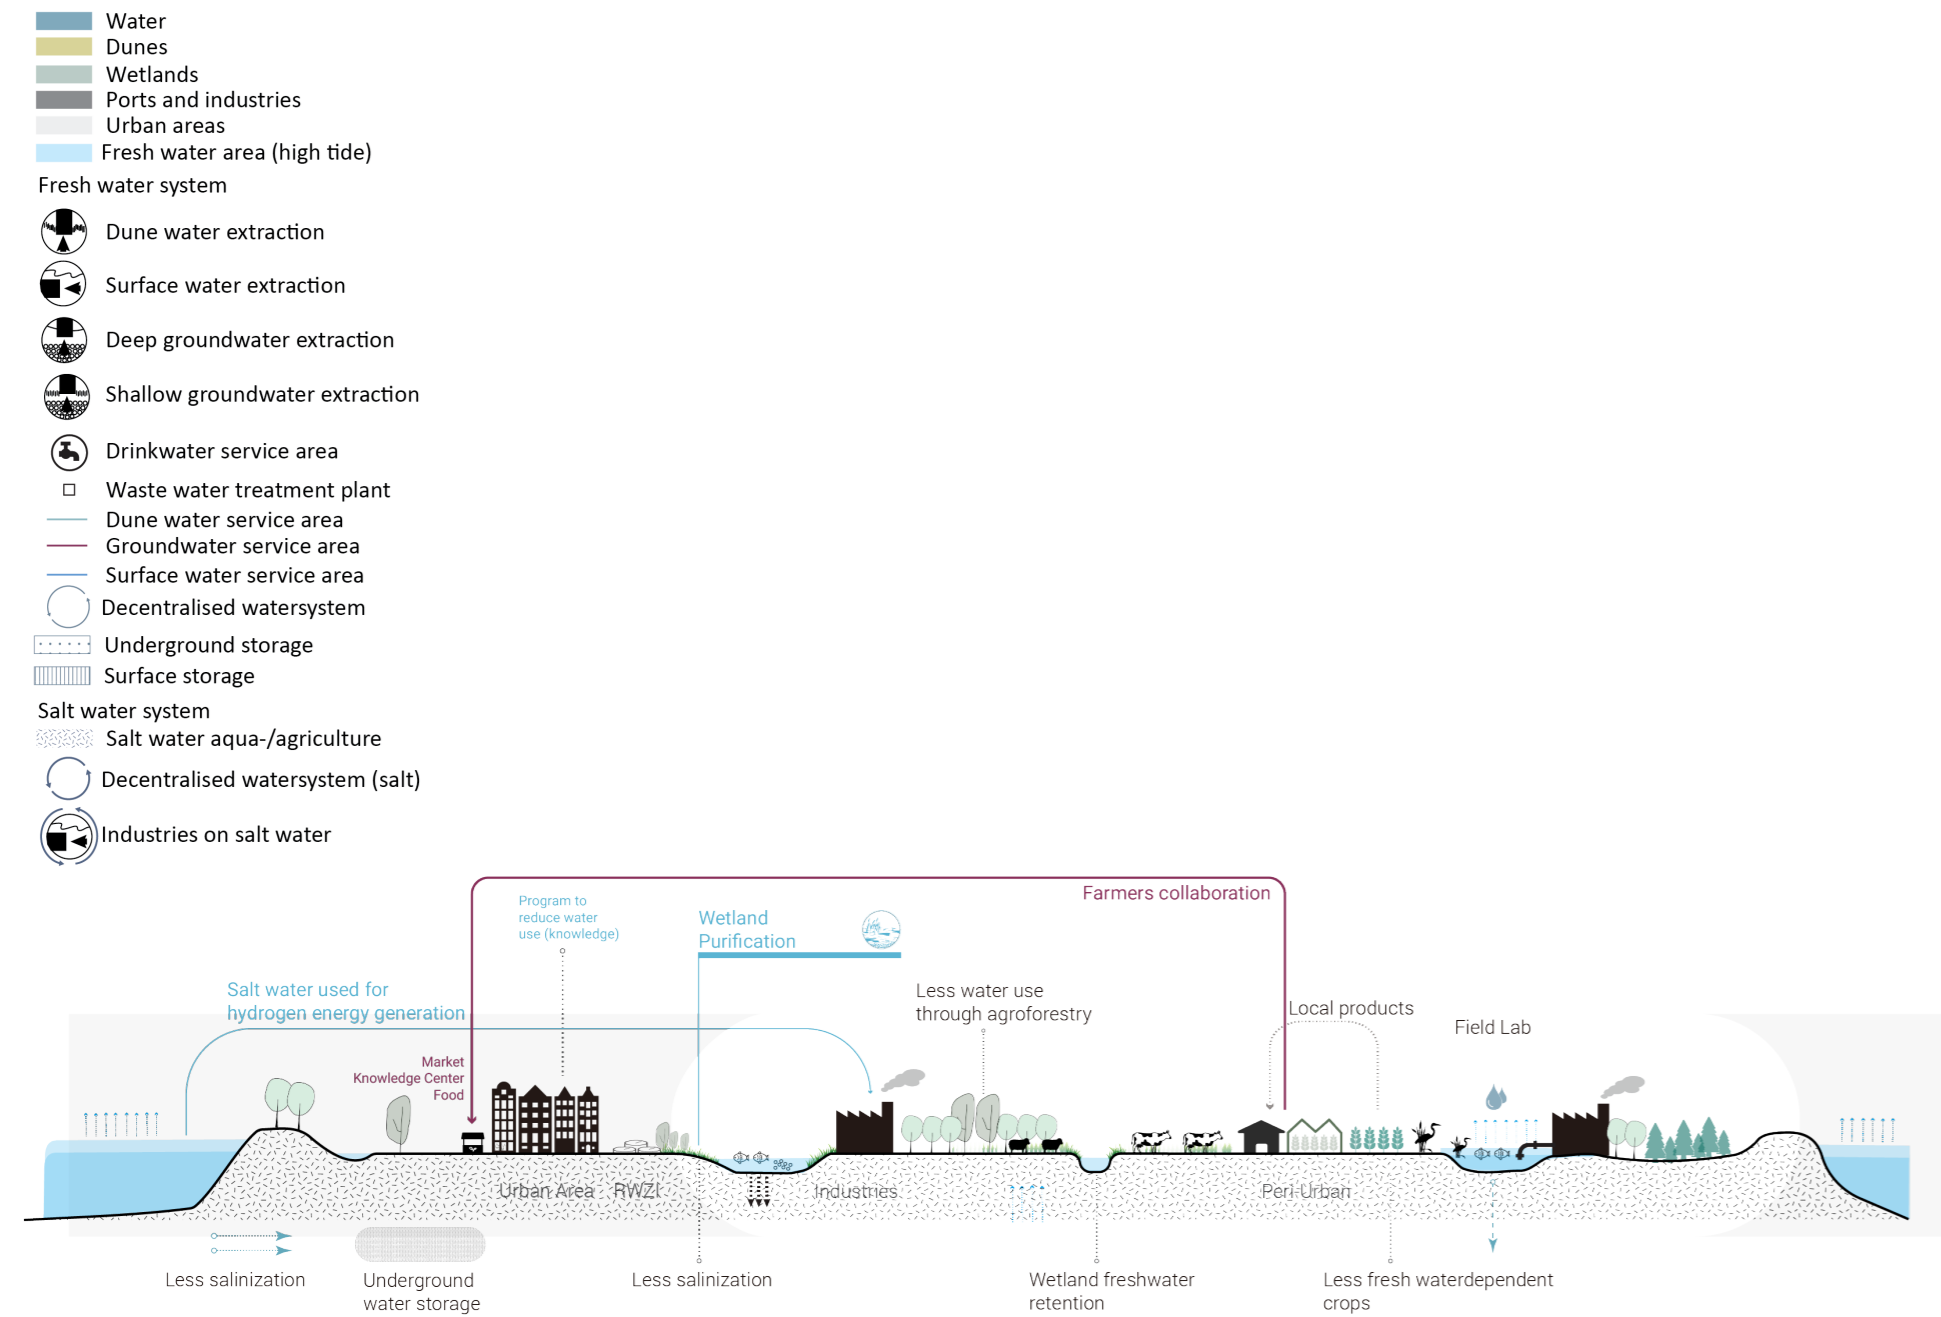 Water
Dunes
Wetlands
Ports and industries
Urban areas
Fresh water area (high tide)
Fresh water system
Dune water extraction
Surface water extraction
Deep groundwater extraction
Shallow groundwater extraction
Drinkwater service area
Waste water treatment plant
Dune water service area
Groundwater service area
Surface water service area
Decentralised watersystem
Underground storage
Surface storage
Salt water system
Salt water aqua-/agriculture
Decentralised watersystem (salt)
Industries on salt water
Farmers collaboration
Program to
reduce water
use (knowledge)
Wetland
Purification
Salt water used for
hydrogen energy generation
Less water use
through agroforestry
Local products
Field Lab
Market
Knowledge Center
Food
Urban Area
RWZI
Industries
Peri-Urban
Less salinization
Underground
water storage
Less salinization
Wetland freshwater
retention
Less fresh waterdependent
crops